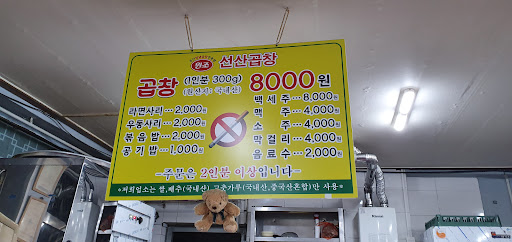 원조 선산곱창
곱창 (1인분 300g) (원산지: 국내산) 8000원
라면사리 ... 2,000원
우동사리 ... 2,000원
볶음밥 ... 2,000원
공기밥 ... 1,000원
백세주 ... 8,000원
맥주 ... 4,000원
소주 ... 4,000원
막걸리 ... 4,000원
음료수 ... 2,000원
-주문은 2인분 이상입니다-
*저희업소는 쌀,배추(국내산) 고춧가루(국내산,중국산혼합)만 사용*